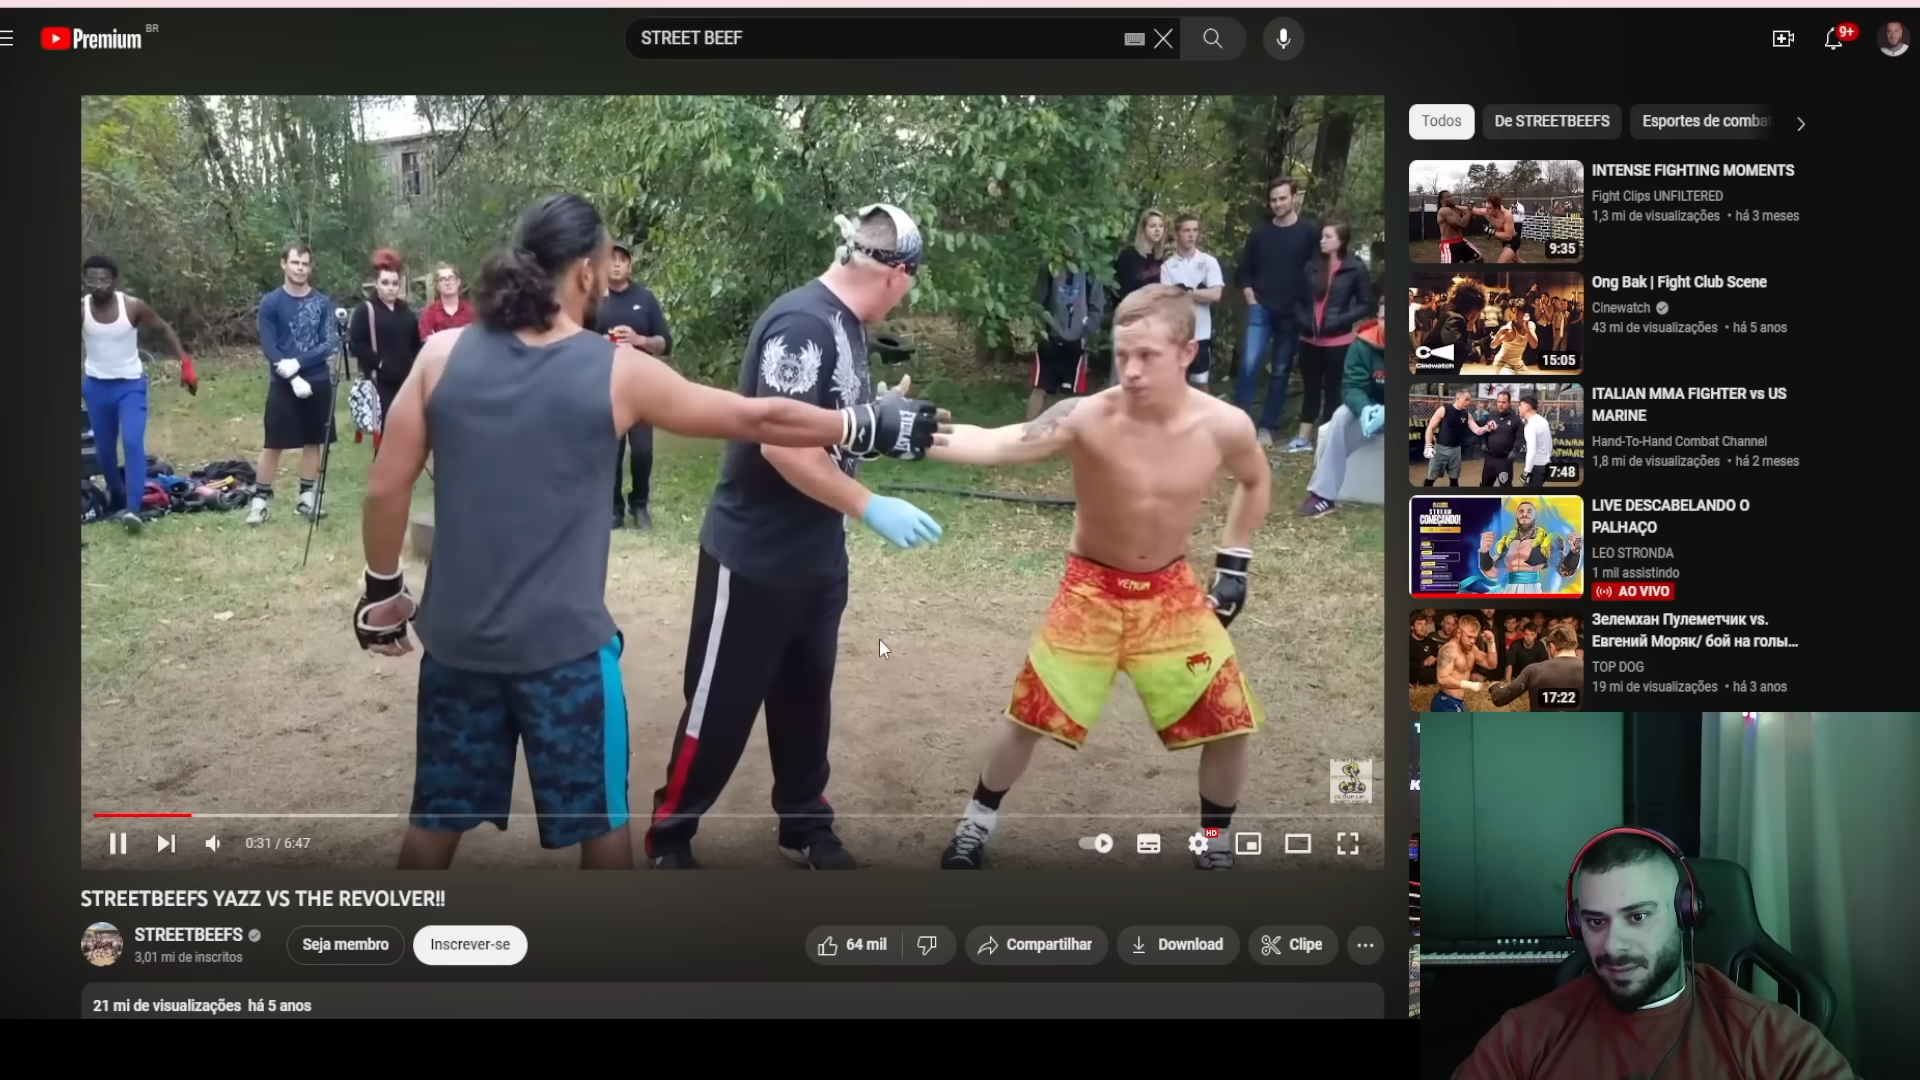 Premium BR
STREET BEEF
9+
Todos
De STREETBEEFS
Esportes de comba
INTENSE FIGHTING MOMENTS
Fight Clips UNFILTERED
1,3 mi de visualizações • há 3 meses
9:35
Ong Bak | Fight Club Scene
Cinewatch
43 mi de visualizações • há 5 anos
Cinewatch
15:05
ITALIAN MMA FIGHTER vs US
MARINE
Hand-To-Hand Combat Channel
1,8 mi de visualizações • há 2 meses
7:48
LIVE DESCABELANDO O
PALHAÇO
LEO STRONDA
1 mil assistindo
AO VIVO
STREAM
COMEÇANDO!
Зелемхан Пулеметчик vs.
Евгений Моряк/ бой на голы...
TOP DOG
19 mi de visualizações • há 3 anos
17:22
EVERLAST
VENUM
0:31 / 6:47
HD
STREETBEEFS YAZZ VS THE REVOLVER!!
STREETBEEFS
3,01 mi de inscritos
Seja membro
Inscrever-se
64 mil
Compartilhar
Download
Clipe
21 mi de visualizações há 5 anos